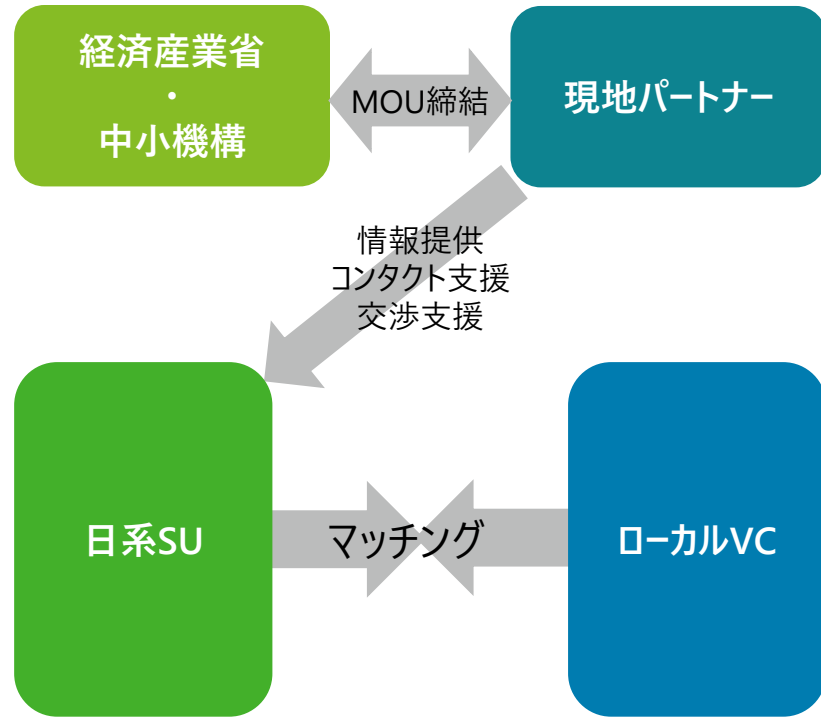 経済産業省
・
中小機構
MOU締結
現地パートナー
情報提供
コンタクト支援
交渉支援
日系SU
マッチング
ローカルVC